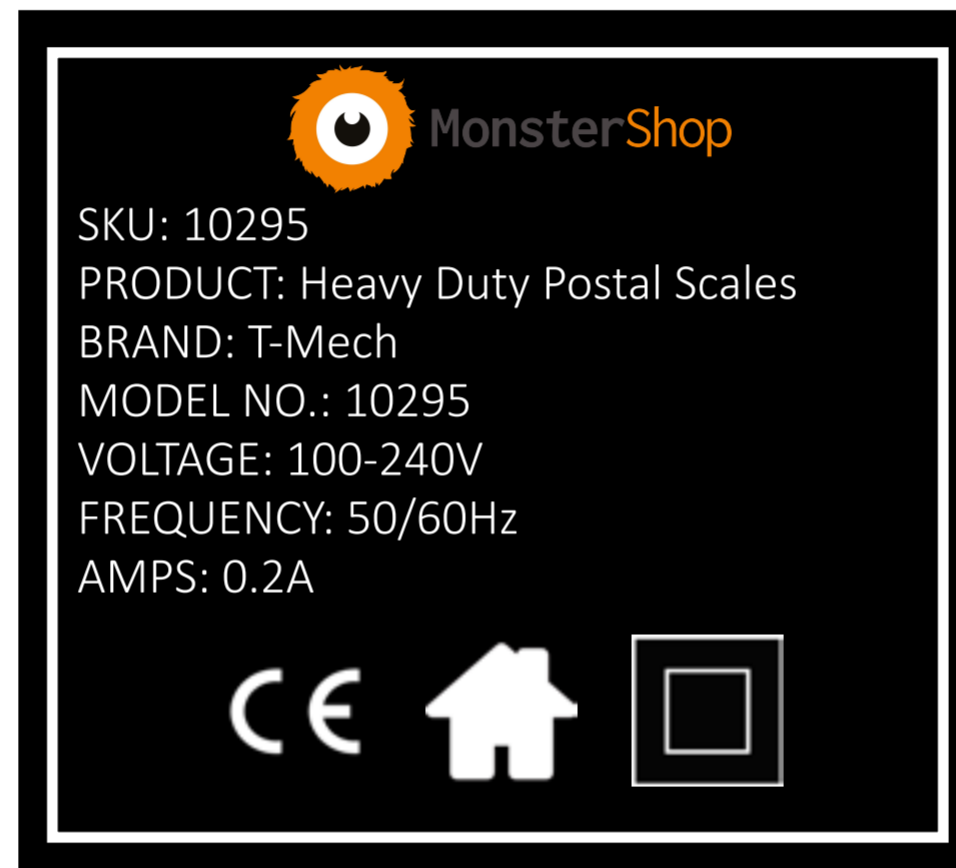 MonsterShop
SKU: 10295
PRODUCT: Heavy Duty Postal Scales
BRAND: T-Mech
MODEL NO.: 10295
VOLTAGE: 100-240V
FREQUENCY: 50/60Hz
AMPS: 0.2A
CE